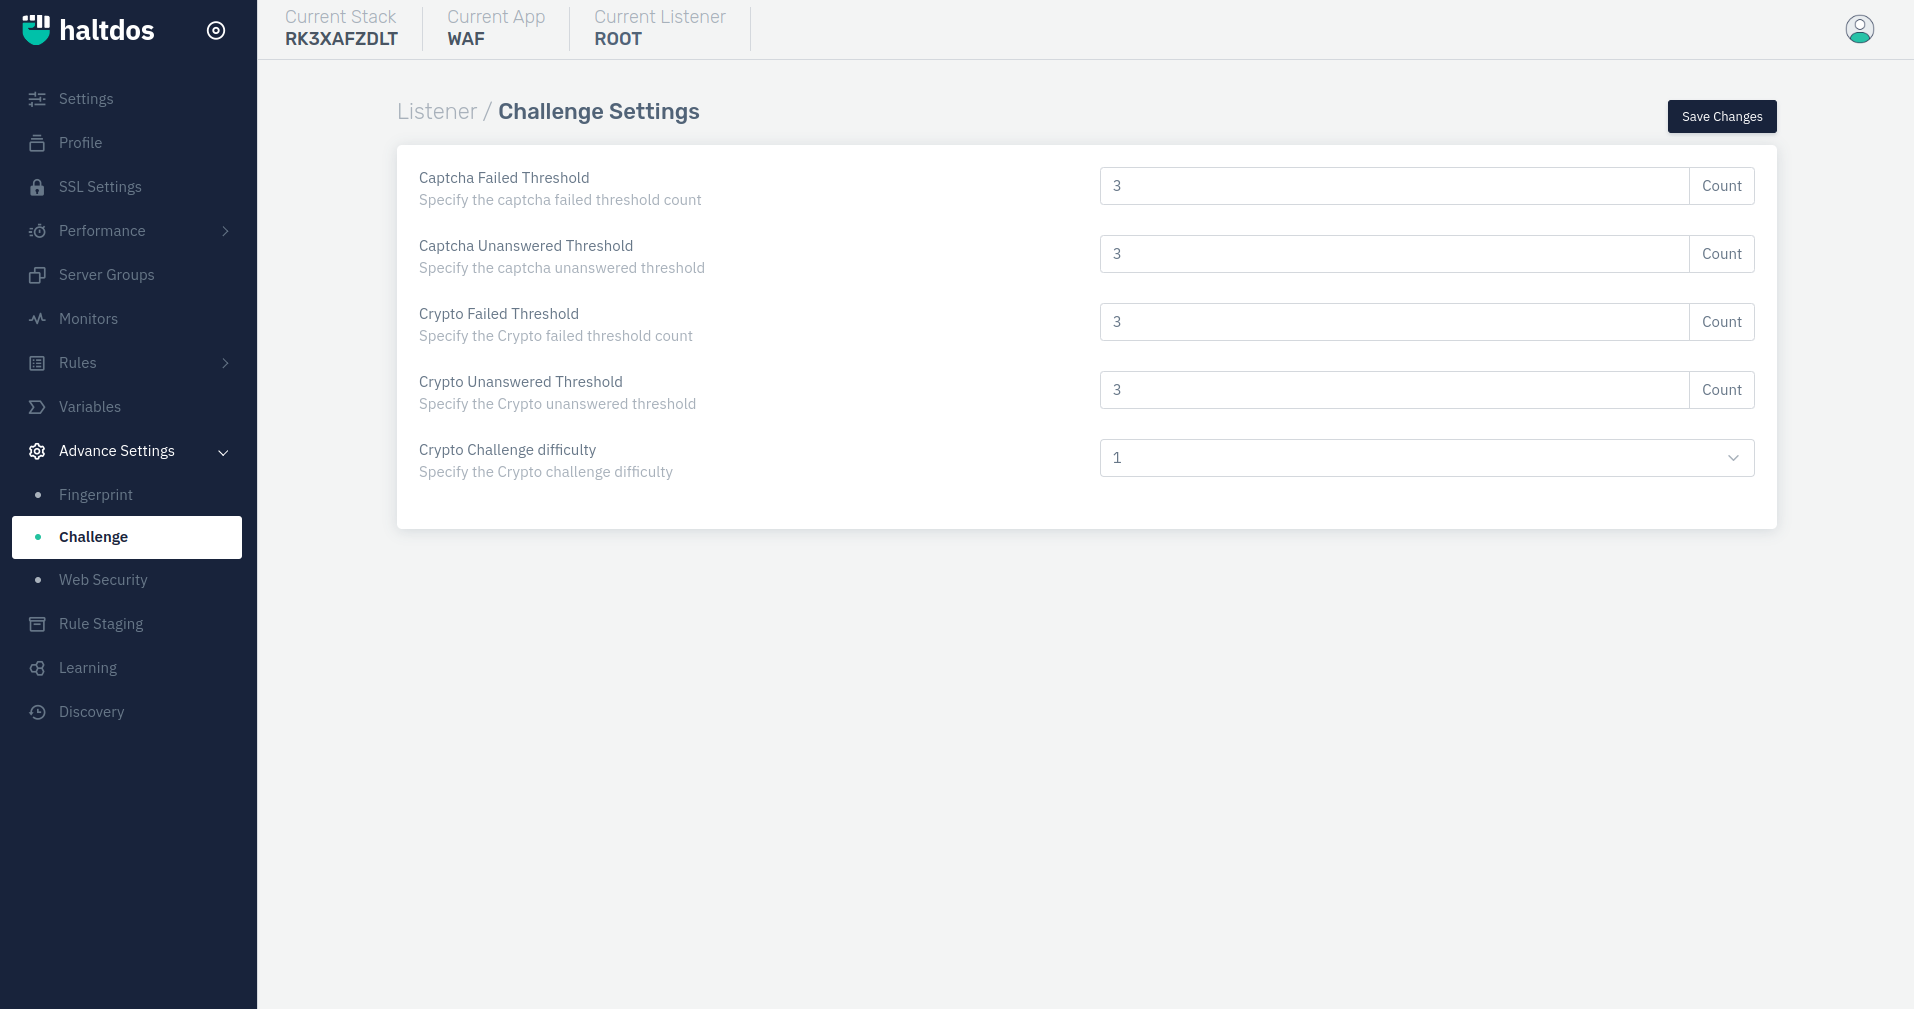 haltdos
Current Stack
RK3XAFZDLT
Current App
WAF
Current Listener
ROOT
Settings
Profile
SSL Settings
Performance
Server Groups
Monitors
Rules
Variables
Advance Settings
Fingerprint
Challenge
Web Security
Rule Staging
Learning
Discovery
Listener / Challenge Settings
Save Changes
Captcha Failed Threshold
Specify the captcha failed threshold count
3 Count
Captcha Unanswered Threshold
Specify the captcha unanswered threshold
3 Count
Crypto Failed Threshold
Specify the Crypto failed threshold count
3 Count
Crypto Unanswered Threshold
Specify the Crypto unanswered threshold
3 Count
Crypto Challenge difficulty
Specify the Crypto challenge difficulty
1